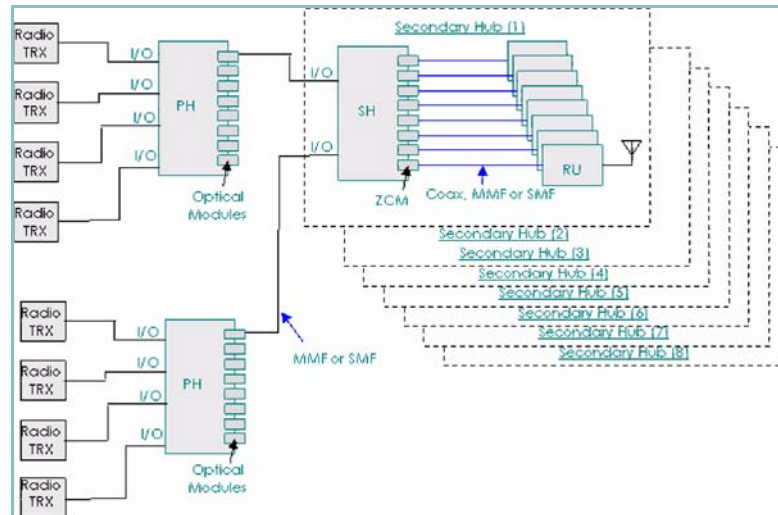 Secondary Hub (1)
Radio
TRX
I/O
I/O
Radio
TRX
I/O
PH
SH
I/O
Radio
TRX
I/O
I/O
RU
Optical
Modules
ZCM
Coax, MMF or SMF
Radio
TRX
Secondary Hub (2)
Secondary Hub (3)
Secondary Hub (4)
Secondary Hub (5)
Secondary Hub (6)
Secondary Hub (7)
Secondary Hub (8)
Radio
TRX
I/O
MMF or SMF
Radio
TRX
I/O
PH
Radio
TRX
I/O
I/O
Optical
Modules
Radio
TRX